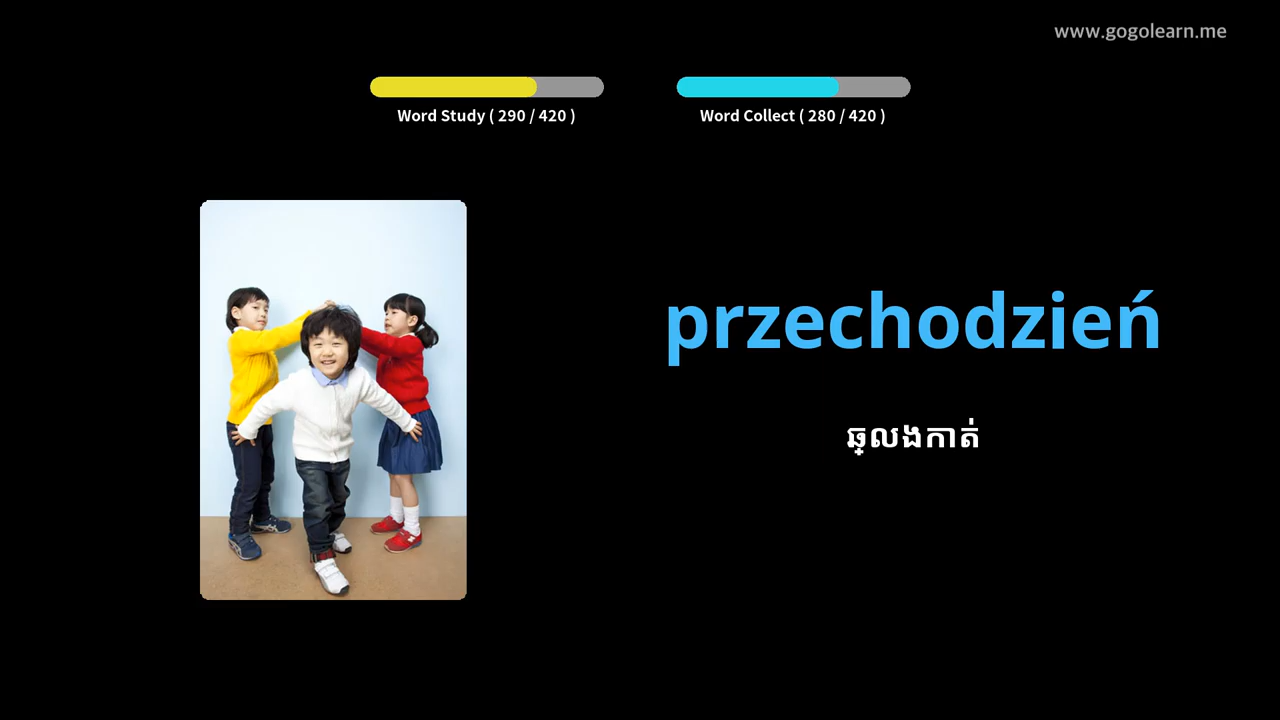 www.gogolearn.me
Word Study ( 290 / 420 )
Word Collect ( 280 / 420 )
przechodzień
ឆ្លងកាត់